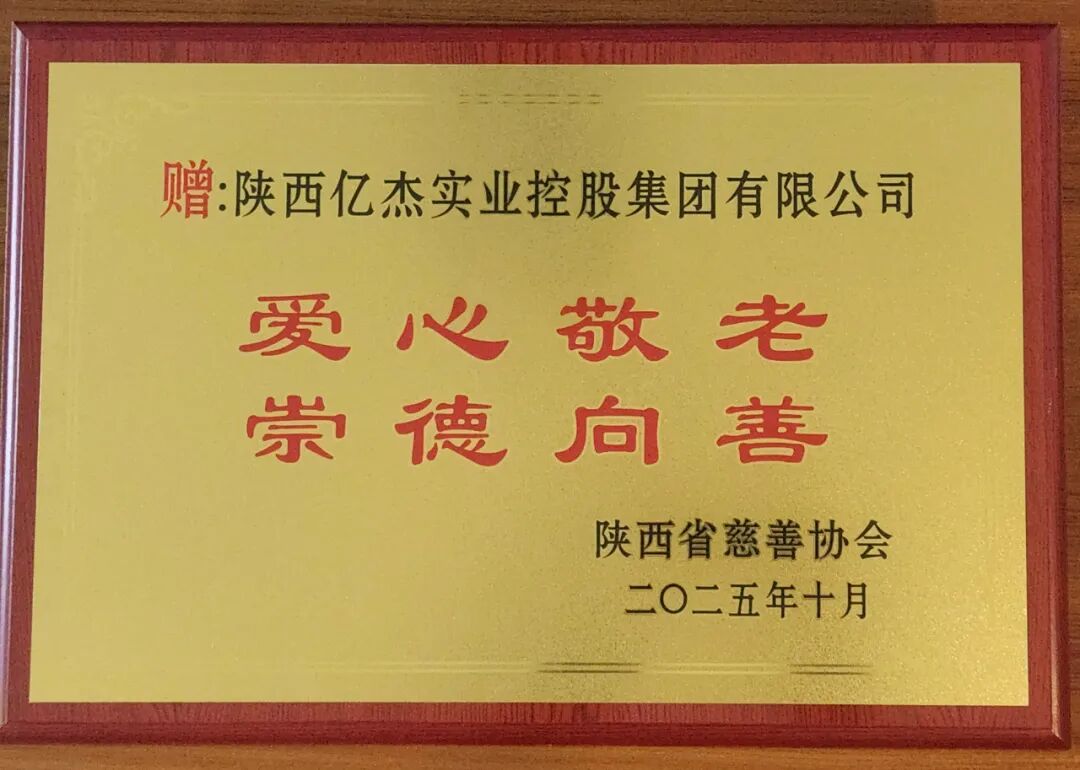 赠:陕西亿杰实业控股集团有限公司
爱心敬老
崇德向善
陕西省慈善协会
二〇二五年十月